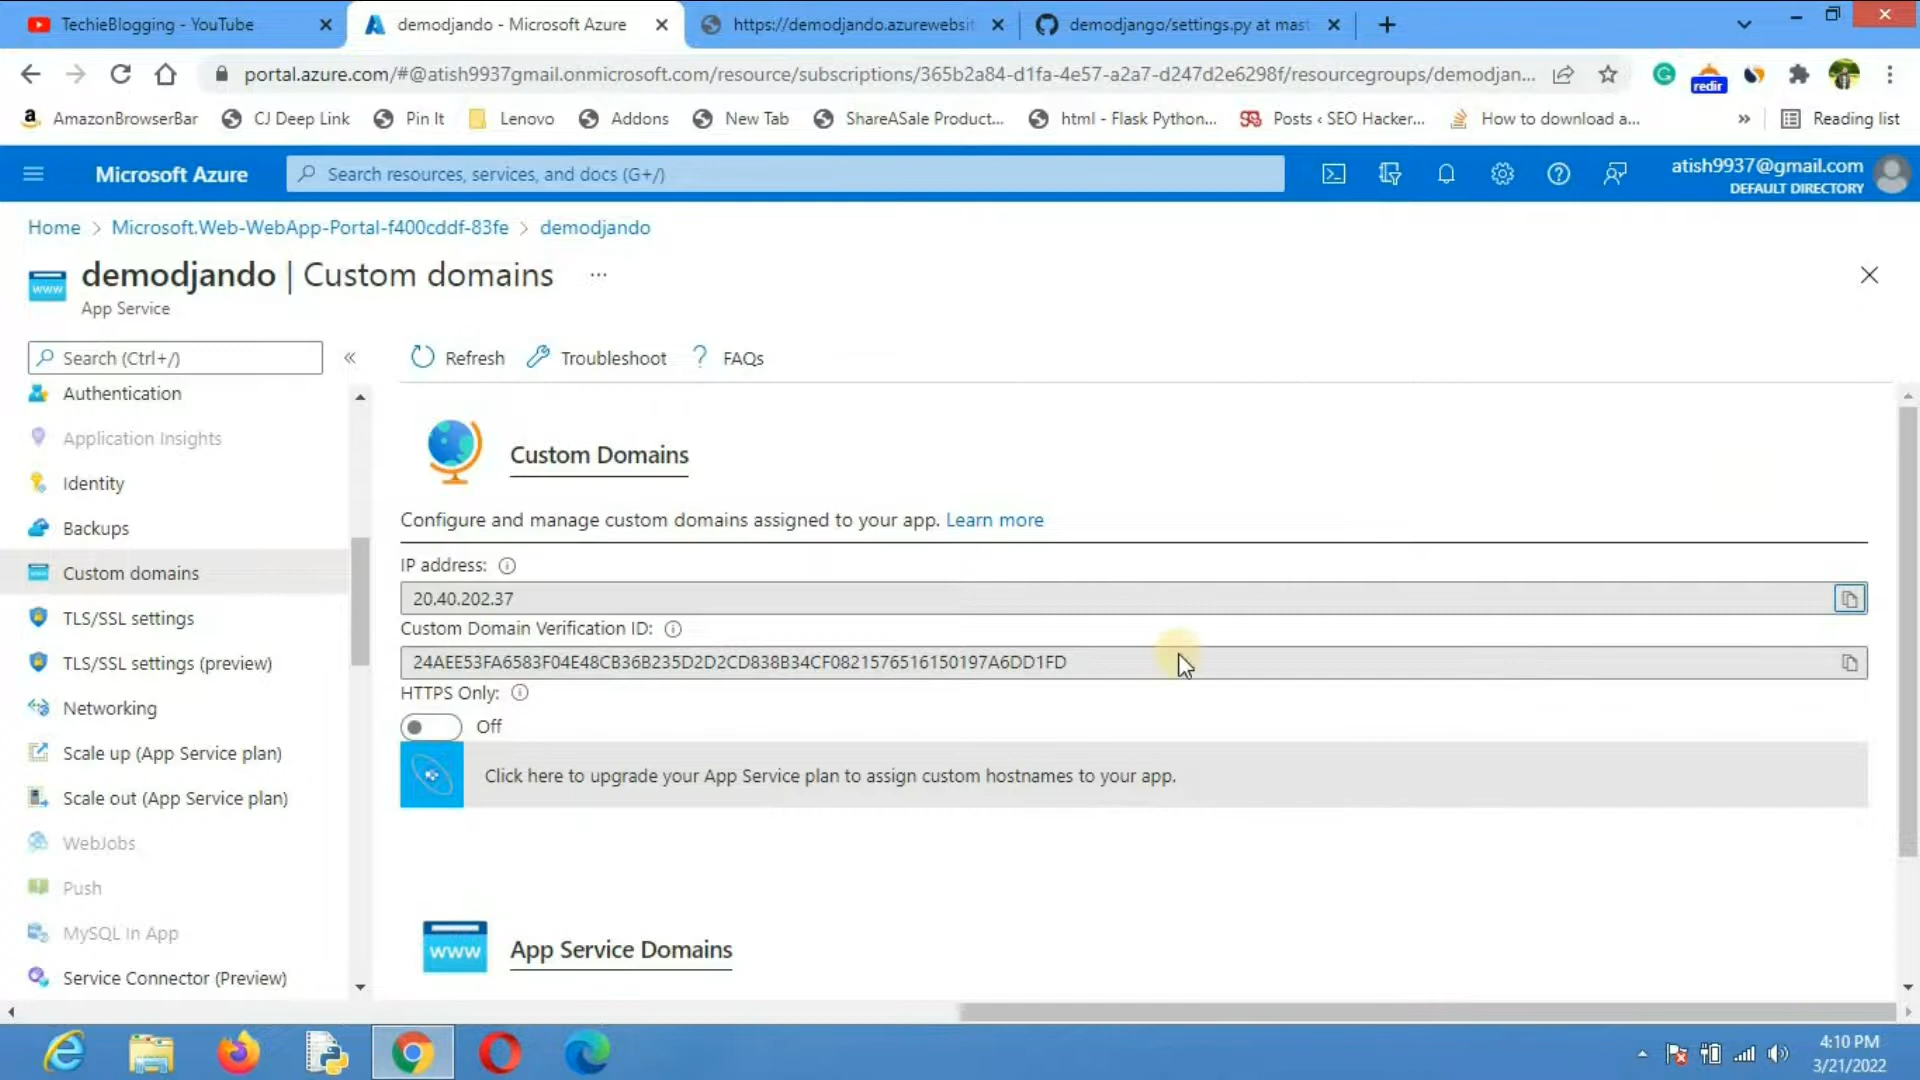 TechieBlogging - YouTube
demodjando - Microsoft Azure
https://demodjando.azurewebsit
demodjango/settings.py at mast
portal.azure.com/#@atish9937gmail.onmicrosoft.com/resource/subscriptions/365b2a84-d1fa-4e57-a2a7-d247d2e6298f/resourcegroups/demodjan...
redir
AmazonBrowserBar
CJ Deep Link
Pin It
Lenovo
Addons
New Tab
ShareASale Product...
html - Flask Python...
Posts ‹ SEO Hacker...
How to download a...
Reading list
Microsoft Azure
Search resources, services, and docs (G+/)
atish9937@gmail.com
DEFAULT DIRECTORY
Home > Microsoft.Web-WebApp-Portal-f400cddf-83fe > demodjando
demodjando | Custom domains
App Service
Search (Ctrl+/)
Refresh
Troubleshoot
FAQs
Authentication
Application Insights
Identity
Backups
Custom domains
TLS/SSL settings
TLS/SSL settings (preview)
Networking
Scale up (App Service plan)
Scale out (App Service plan)
WebJobs
Push
MySQL In App
Service Connector (Preview)
Custom Domains
Configure and manage custom domains assigned to your app. Learn more
IP address:
20.40.202.37
Custom Domain Verification ID:
24AEE53FA6583F04E48CB36B235D2D2CD838B34CF0821576516150197A6DD1FD
HTTPS Only:
Off
Click here to upgrade your App Service plan to assign custom hostnames to your app.
www
App Service Domains
4:10 PM
3/21/2022